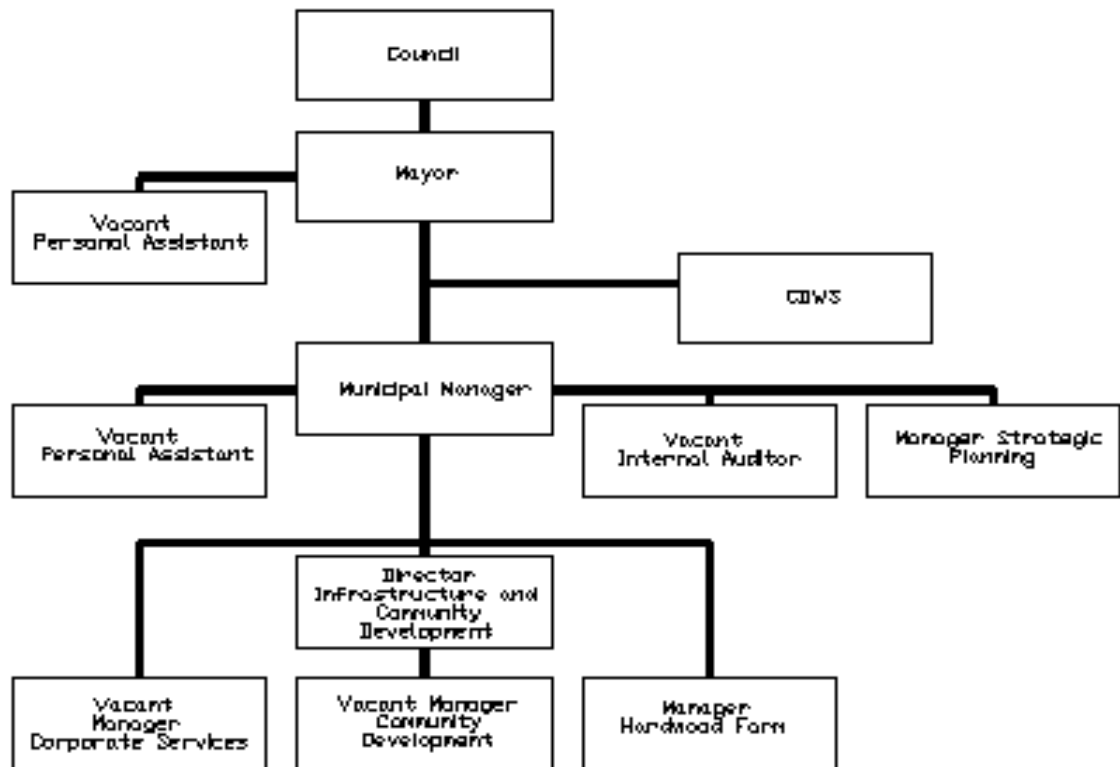 Council
Mayor
Vacant
Personal Assistant
CDWS
Municipal Manager
Vacant
Personal Assistant
Vacant
Internal Auditor
Manager Strategic
Planning
Director
Infrastructure and
Community
Development
Vacant
Manager
Corporate Services
Vacant Manager
Community
Development
Manager
Hardwood Farm